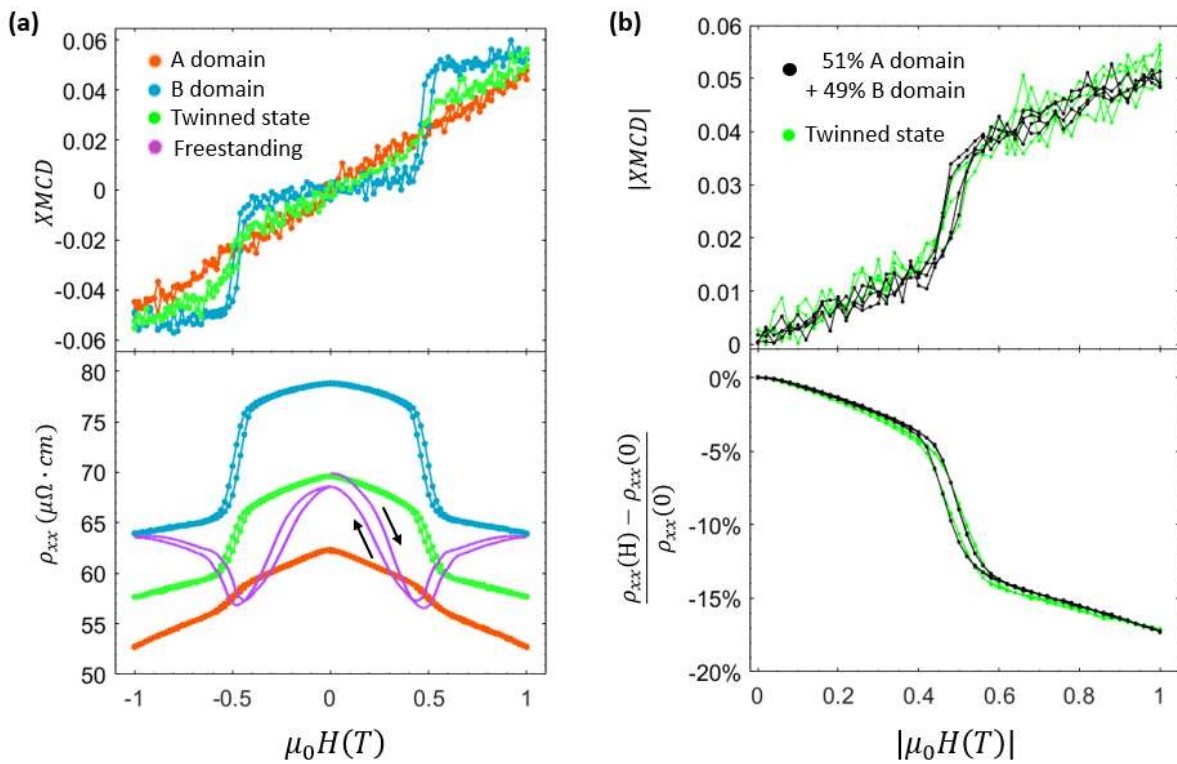 (a)
XMCD
0.06
0.04
0.02
0
-0.02
-0.04
-0.06
A domain
B domain
Twinned state
Freestanding
ρxx (μΩ · cm)
80
75
70
65
60
55
50
-1
-0.5
0
0.5
1
μ0H(T)
(b)
|XMCD|
0.06
0.05
0.04
0.03
0.02
0.01
0
51% A domain
+ 49% B domain
Twinned state
ρxx(H) − ρxx(0)
ρxx(0)
0%
-5%
-10%
-15%
-20%
0
0.2
0.4
0.6
0.8
1
|μ0H(T)|